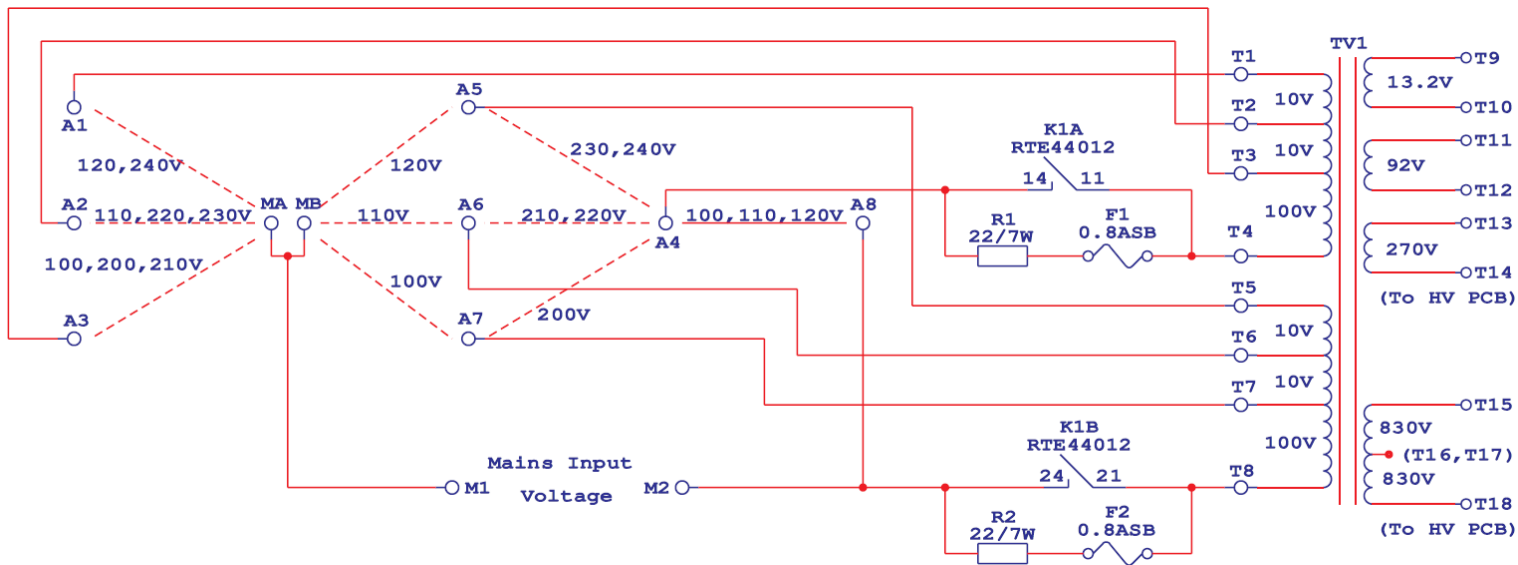 T1
TV1
T9
A5
10V
13.2V
A1
T2
T10
K1A
RTE44012
T11
120,240V
120V
230,240V
10V
T3
92V
14
11
T12
A2
110,220,230V
MA
MB
110V
A6
210,220V
A4
100,110,120V
A8
R1
22/7W
F1
0.8ASB
100V
T4
T13
270V
T14
(To HV PCB)
100,200,210V
100V
T5
A3
A7
200V
10V
T6
10V
T7
T15
K1B
RTE44012
100V
830V
(T16,T17)
830V
Mains Input
Voltage
M1
M2
24
21
T8
T18
R2
22/7W
F2
0.8ASB
(To HV PCB)